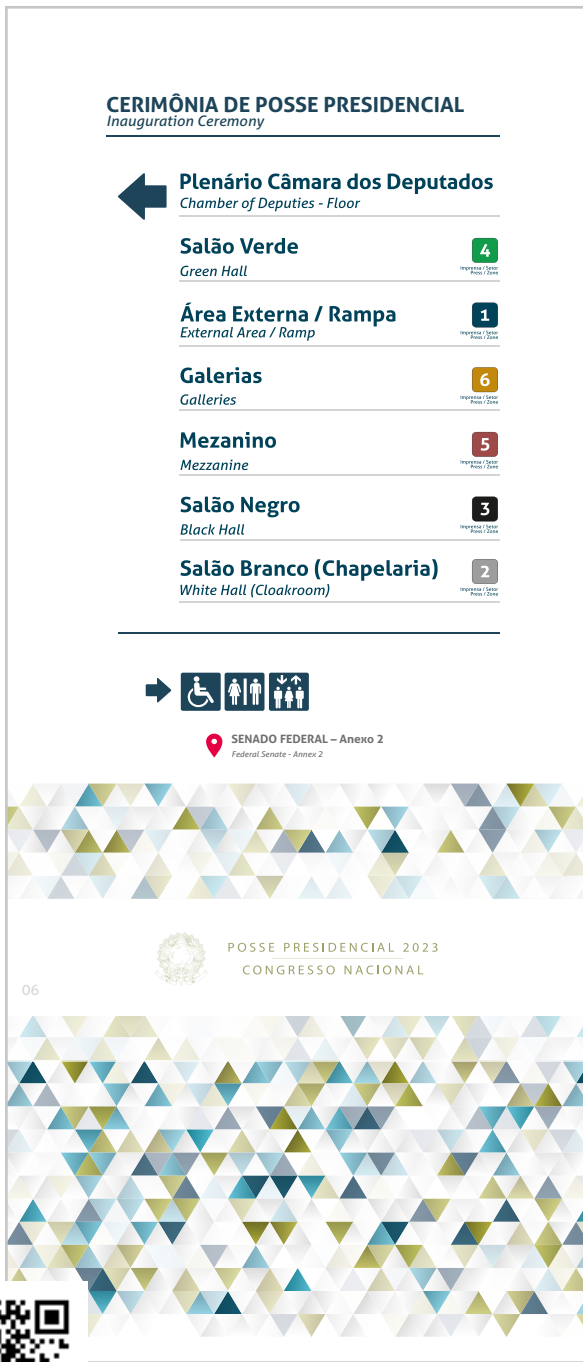 CERIMÔNIA DE POSSE PRESIDENCIAL
Inauguration Ceremony
Plenário Câmara dos Deputados
Chamber of Deputies - Floor
Salão Verde
Green Hall
4
Imprensa / Setor
Press / Zone
Área Externa / Rampa
External Area / Ramp
1
Imprensa / Setor
Press / Zone
Galerias
Galleries
6
Imprensa / Setor
Press / Zone
Mezanino
Mezzanine
5
Imprensa / Setor
Press / Zone
Salão Negro
Black Hall
3
Imprensa / Setor
Press / Zone
Salão Branco (Chapelaria)
White Hall (Cloakroom)
2
Imprensa / Setor
Press / Zone
SENADO FEDERAL – Anexo 2
Federal Senate - Annex 2
POSSE PRESIDENCIAL 2023
CONGRESSO NACIONAL
06